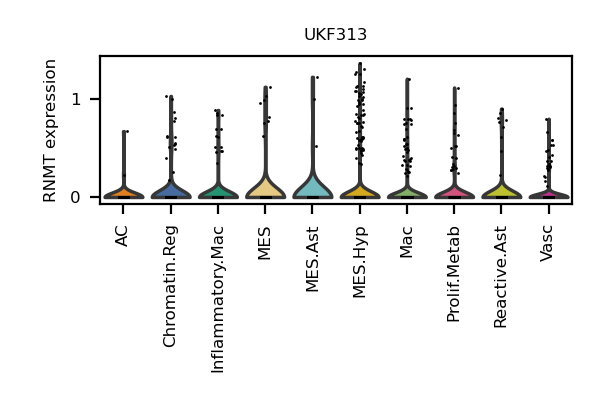 UKF313
RNMT expression
1
0
AC
Chromatin.Reg
Inflammatory.Mac
MES
MES.Ast
MES.Hyp
Mac
Prolif.Metab
Reactive.Ast
Vasc